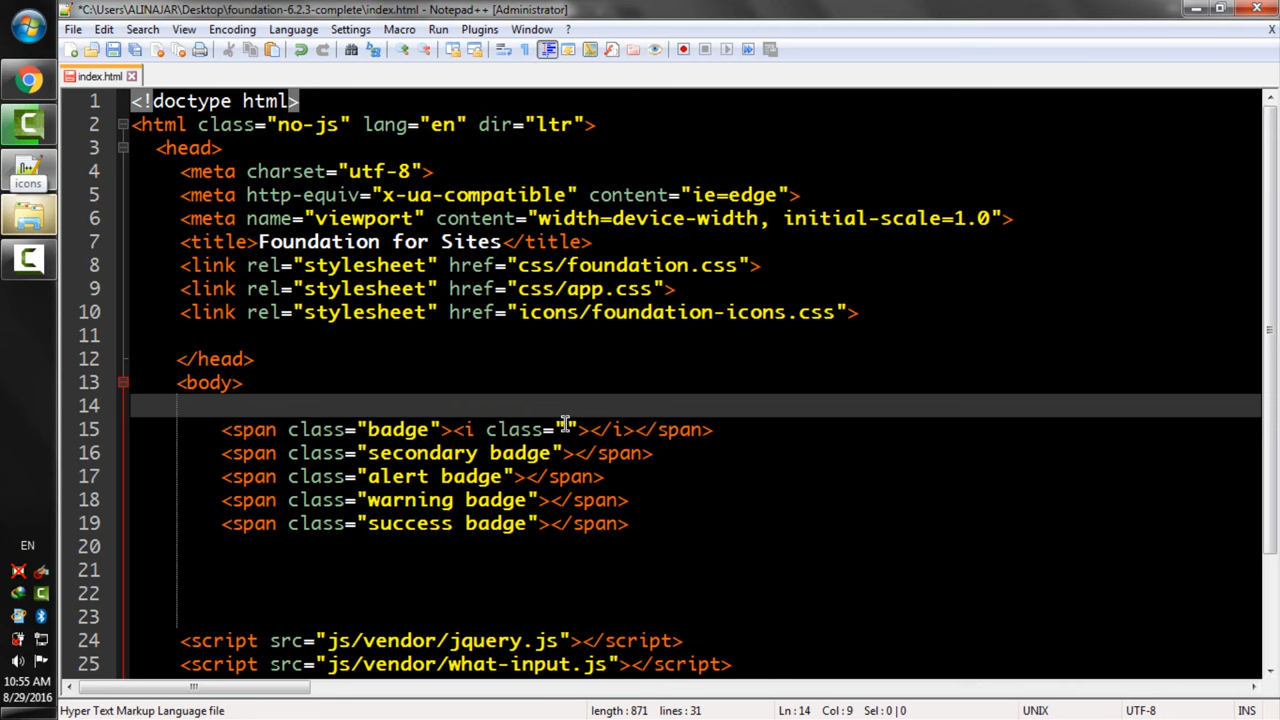 *C:\Users\ALINAJAR\Desktop\foundation-6.2.3-complete\index.html - Notepad++ [Administrator]
File Edit Search View Encoding Language Settings Macro Run Plugins Window ? X
index.html
1 <!doctype html>
2 <html class="no-js" lang="en" dir="ltr">
3 <head>
4 <meta charset="utf-8">
5 <meta http-equiv="x-ua-compatible" content="ie=edge">
6 <meta name="viewport" content="width=device-width, initial-scale=1.0">
7 <title>Foundation for Sites</title>
8 <link rel="stylesheet" href="css/foundation.css">
9 <link rel="stylesheet" href="css/app.css">
10 <link rel="stylesheet" href="icons/foundation-icons.css">
11
12 </head>
13 <body>
14
15 <span class="badge"><i class=""></i></span>
16 <span class="secondary badge"></span>
17 <span class="alert badge"></span>
18 <span class="warning badge"></span>
19 <span class="success badge"></span>
20
21
22
23
24 <script src="js/vendor/jquery.js"></script>
25 <script src="js/vendor/what-input.js"></script>
icons
EN
10:55 AM
8/29/2016
Hyper Text Markup Language file length : 871 lines : 31 Ln : 14 Col : 9 Sel : 0 | 0 UNIX UTF-8 INS